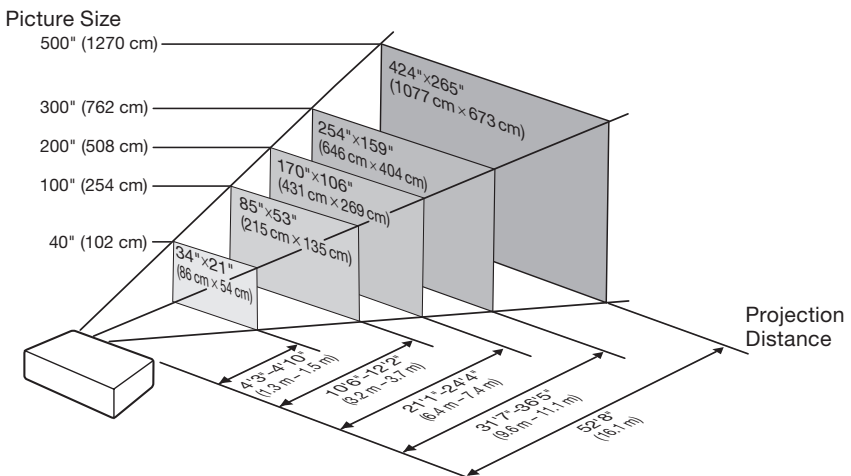 Picture Size
500" (1270 cm)
424"×265"
(1077 cm × 673 cm)
300" (762 cm)
254"×159"
(646 cm × 404 cm)
200" (508 cm)
170"×106"
(431 cm × 269 cm)
100" (254 cm)
85"×53"
(215 cm × 135 cm)
40" (102 cm)
34"×21"
(86 cm × 54 cm)
Projection
Distance
4'3"–4'10"
(1.3 m – 1.5 m)
10'6"–12'2"
(3.2 m – 3.7 m)
21'1"–24'4"
(6.4 m – 7.4 m)
31'7"–36'5"
(9.6 m – 11.1 m)
52'8"
(16.1 m)